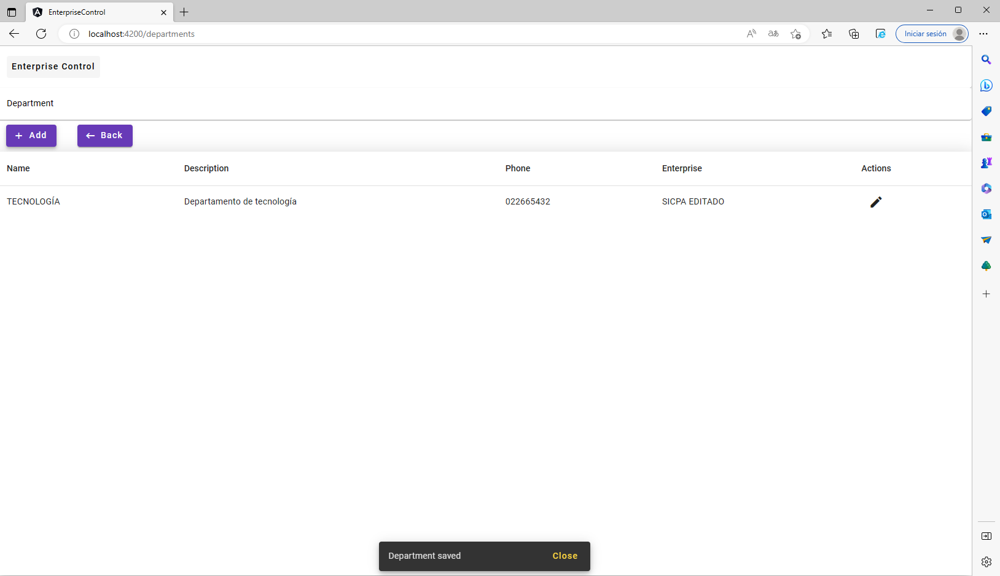 EnterpriseControl
localhost:4200/departments
Iniciar sesión
Enterprise Control
Department
+ Add
← Back
Name Description Phone Enterprise Actions
TECNOLOGÍA Departamento de tecnología 022665432 SICPA EDITADO
Department saved Close